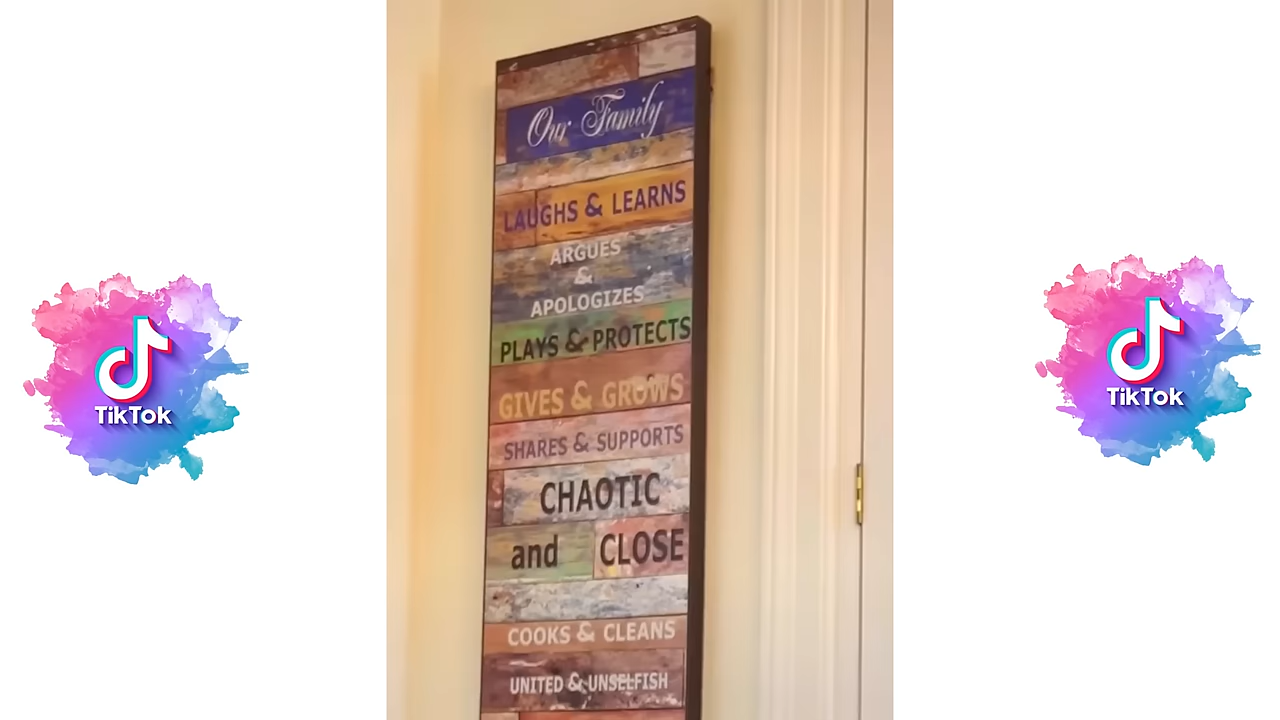 Our Family
LAUGHS & LEARNS
ARGUES
&
APOLOGIZES
PLAYS & PROTECTS
GIVES & GROWS
SHARES & SUPPORTS
CHAOTIC
and CLOSE
COOKS & CLEANS
UNITED & UNSELFISH
TikTok
TikTok